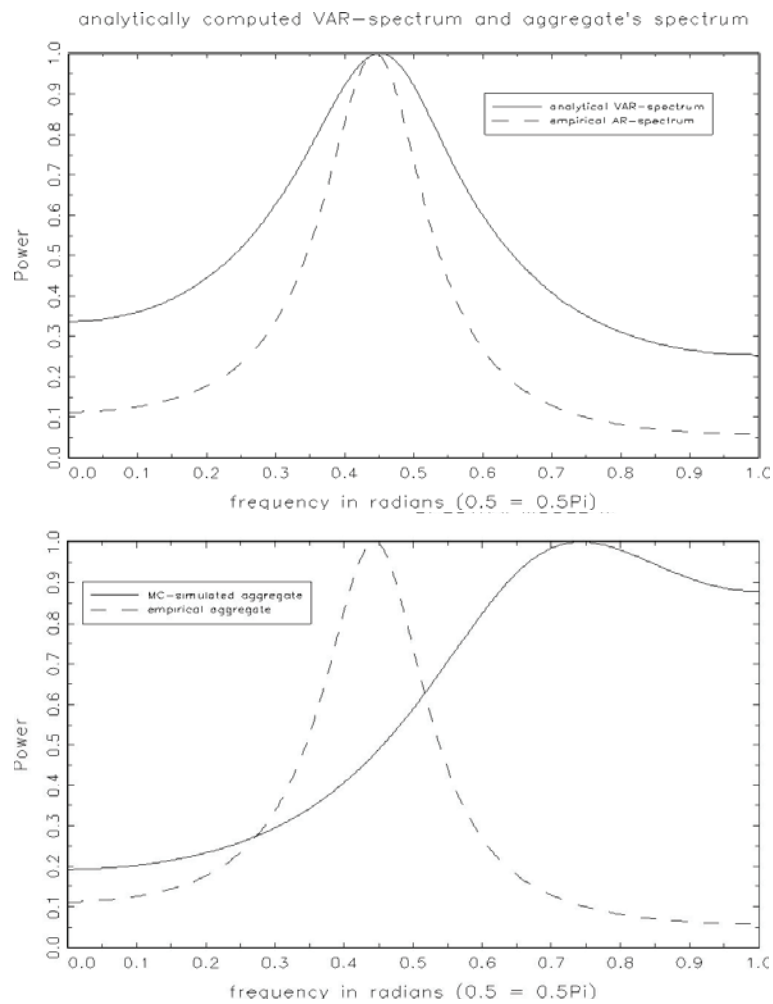 analytically computed VAR-spectrum and aggregate's spectrum
1.0
0.9
0.8
0.7
0.6
0.5
0.4
0.3
0.2
0.1
0.0
Power
analytical VAR-spectrum
empirical AR-spectrum
0.0 0.1 0.2 0.3 0.4 0.5 0.6 0.7 0.8 0.9 1.0
frequency in radians (0.5 = 0.5Pi)
1.0
0.9
0.8
0.7
0.6
0.5
0.4
0.3
0.2
0.1
0.0
Power
MC-simulated aggregate
empirical aggregate
0.0 0.1 0.2 0.3 0.4 0.5 0.6 0.7 0.8 0.9 1.0
frequency in radians (0.5 = 0.5Pi)